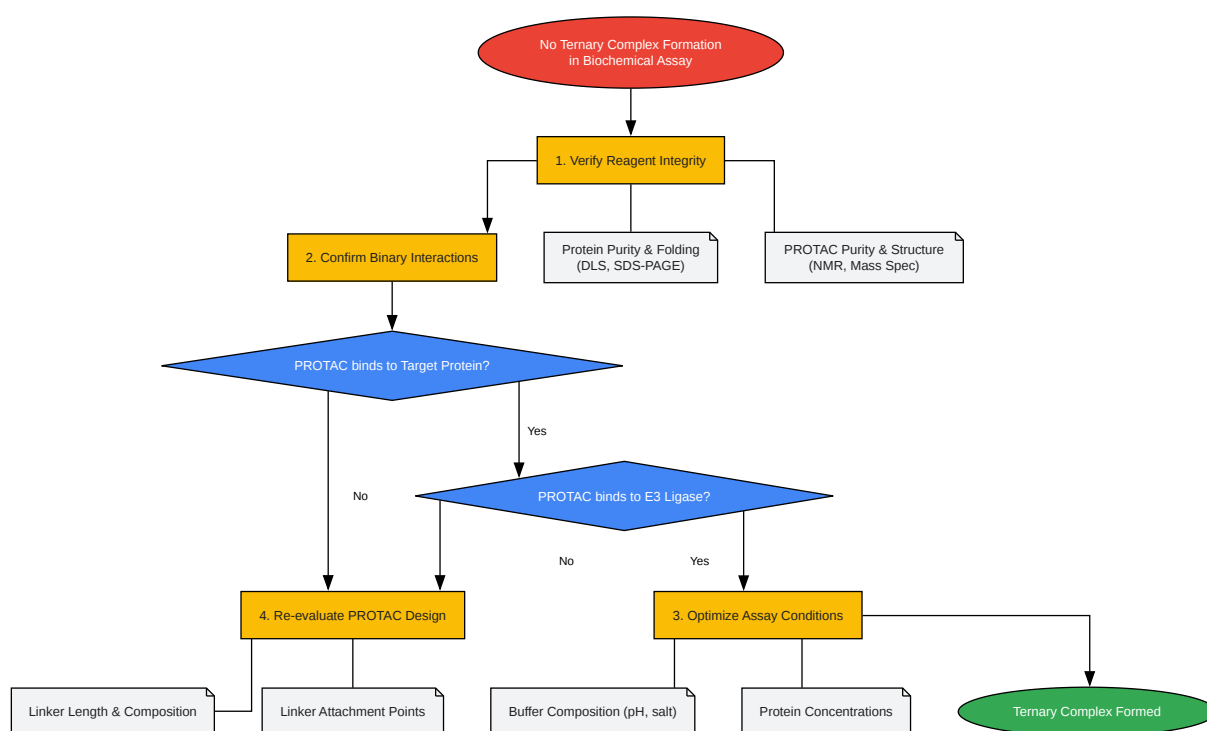 No Ternary Complex Formation
in Biochemical Assay
1. Verify Reagent Integrity
2. Confirm Binary Interactions
Protein Purity & Folding
(DLS, SDS-PAGE)
PROTAC Purity & Structure
(NMR, Mass Spec)
PROTAC binds to Target Protein?
Yes
No
PROTAC binds to E3 Ligase?
No
Yes
4. Re-evaluate PROTAC Design
3. Optimize Assay Conditions
Linker Length & Composition
Linker Attachment Points
Buffer Composition (pH, salt)
Protein Concentrations
Ternary Complex Formed